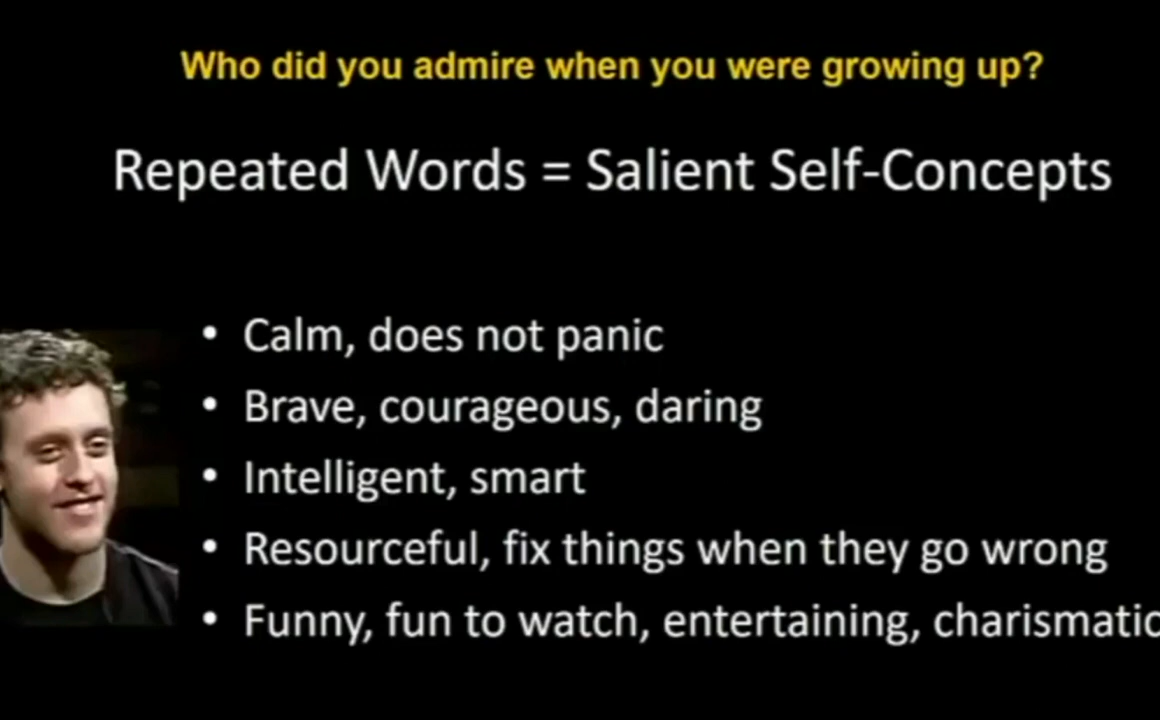 Who did you admire when you were growing up?
Repeated Words = Salient Self-Concepts
• Calm, does not panic
• Brave, courageous, daring
• Intelligent, smart
• Resourceful, fix things when they go wrong
• Funny, fun to watch, entertaining, charismatic